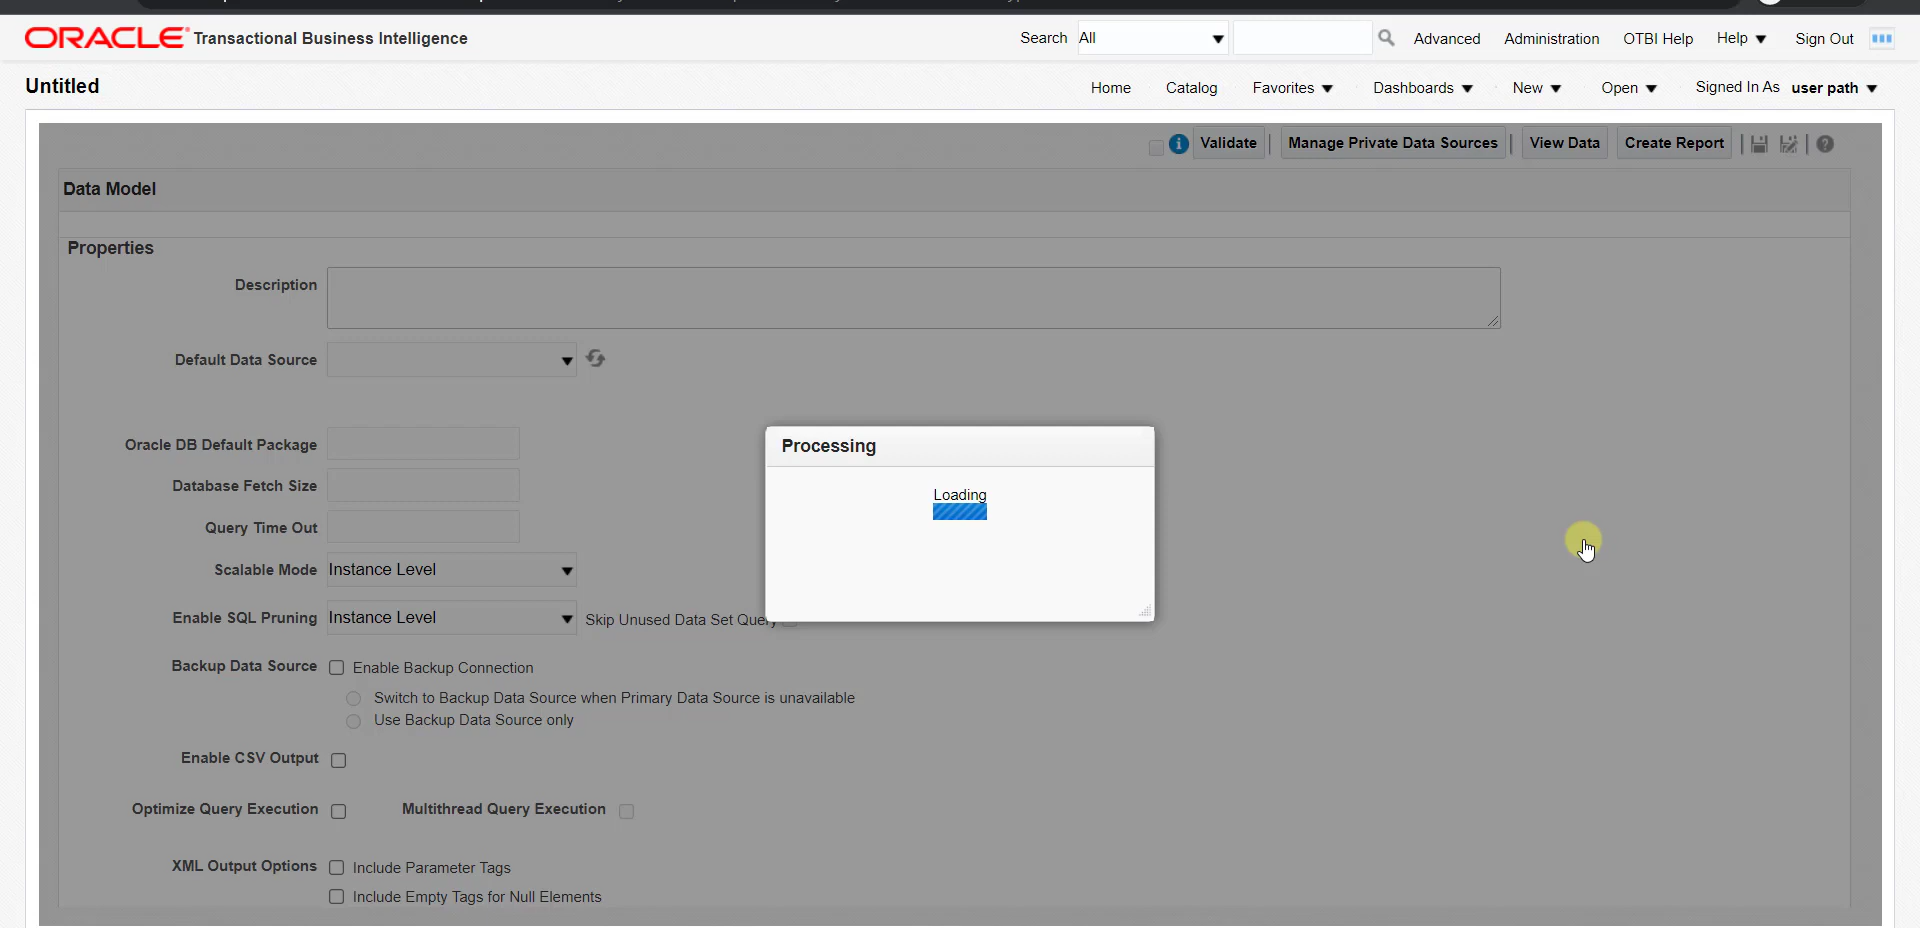 ORACLE Transactional Business Intelligence
Search All Advanced Administration OTBI Help Help Sign Out
Untitled
Home Catalog Favorites Dashboards New Open Signed In As user path
Validate Manage Private Data Sources View Data Create Report
Data Model
Properties
Description
Default Data Source
Oracle DB Default Package
Processing
Database Fetch Size
Loading
Query Time Out
Scalable Mode Instance Level
Enable SQL Pruning Instance Level Skip Unused Data Set Query
Backup Data Source Enable Backup Connection
Switch to Backup Data Source when Primary Data Source is unavailable
Use Backup Data Source only
Enable CSV Output
Optimize Query Execution Multithread Query Execution
XML Output Options Include Parameter Tags
Include Empty Tags for Null Elements